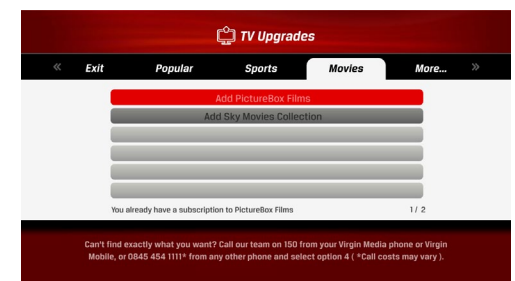 TV Upgrades
« Exit Popular Sports Movies More... »
Add PictureBox Films
Add Sky Movies Collection
You already have a subscription to PictureBox Films 1 / 2
Can't find exactly what you want? Call our team on 150 from your Virgin Media phone or Virgin
Mobile, or 0845 454 1111* from any other phone and select option 4 ( *Call costs may vary ).